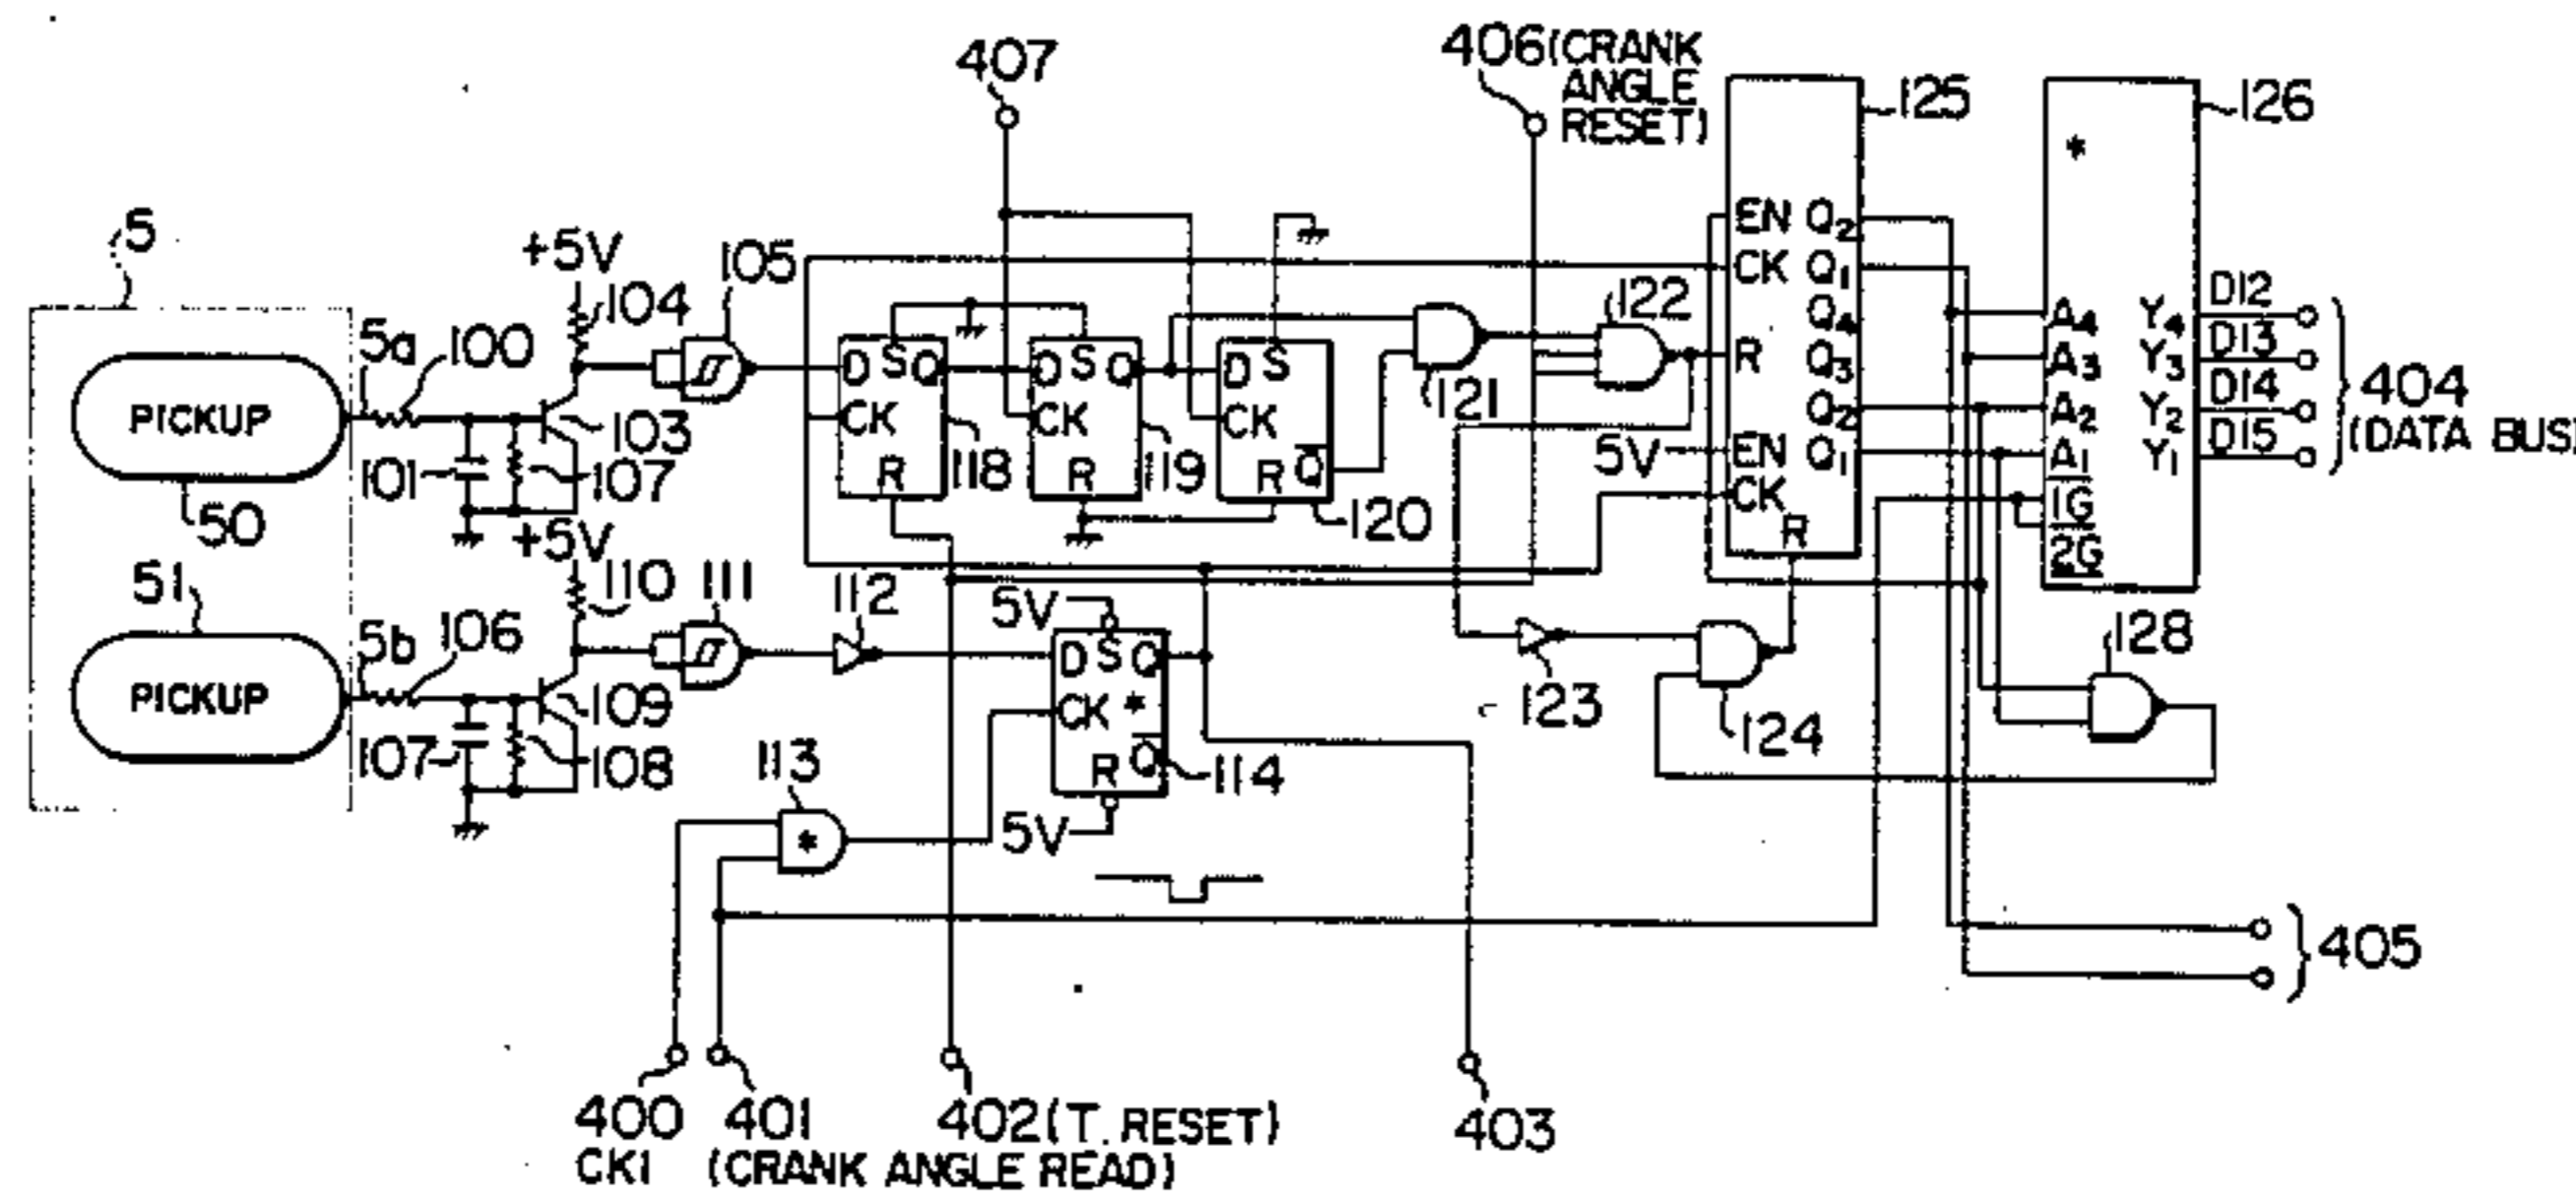 407
406 (CRANK
ANGLE
RESET)
125
126
*
5
+5V
105
104
5a
100
PICKUP
50
101
107
103
D S Q
CK
R
118
D S Q
CK
R
119
D S
CK
R Q
120
121
122
EN Q2
CK Q1
Q4
R Q3
Q2
5V
EN Q1
CK
R
A4 Y4
A3 Y3
A2 Y2
A1 Y1
1G
2G
D12
D13
D14
D15
404
(DATA BUS)
51
+5V
110
111
112
5b
106
PICKUP
107
108
109
5V
D S Q
CK *
R Q
114
5V
113
*
123
124
128
405
400
CK1
401
(CRANK ANGLE READ)
402 (T. RESET)
403